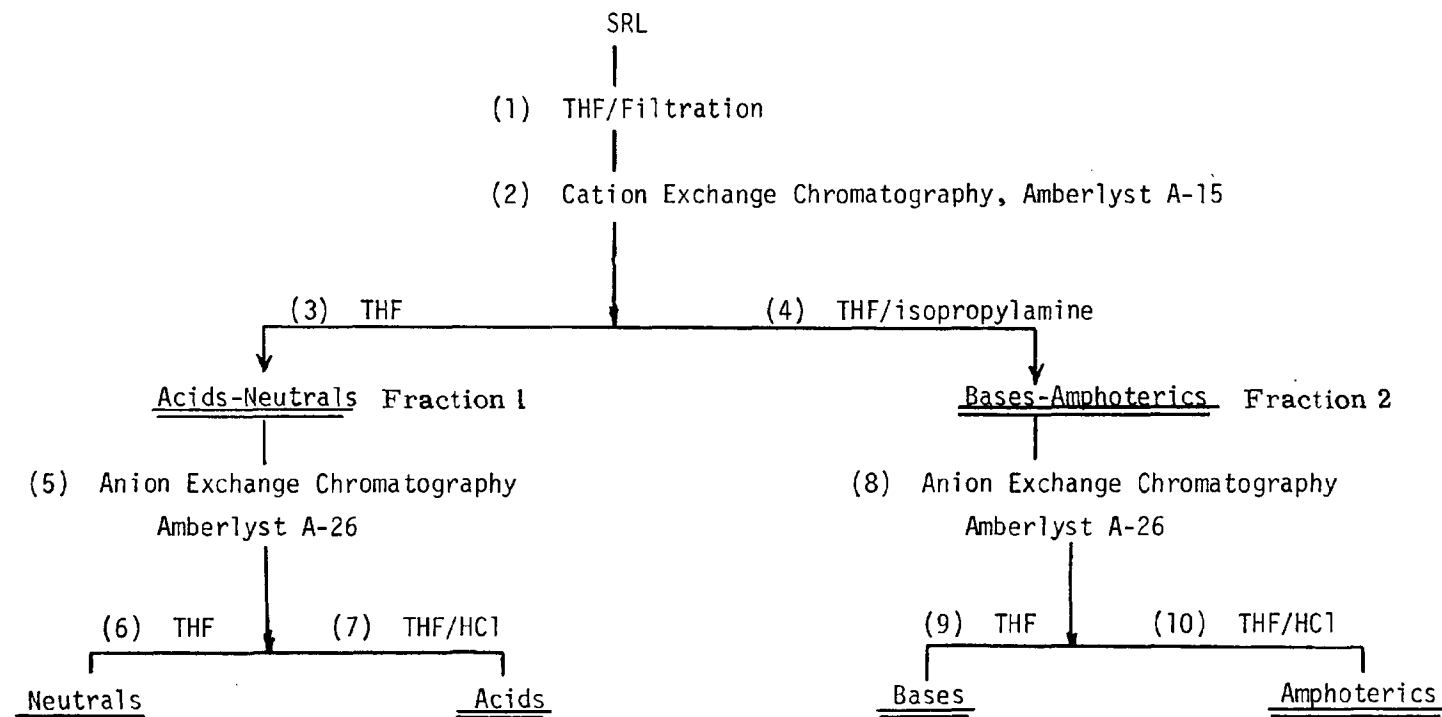 SRL
(1) THF/Filtration
(2) Cation Exchange Chromatography, Amberlyst A-15
(3) THF
(4) THF/isopropylamine
Acids-Neutrals Fraction 1
Bases-Amphoterics Fraction 2
(5) Anion Exchange Chromatography
Amberlyst A-26
(8) Anion Exchange Chromatography
Amberlyst A-26
(6) THF
(7) THF/HCl
(9) THF
(10) THF/HCl
Neutrals
Acids
Bases
Amphoterics